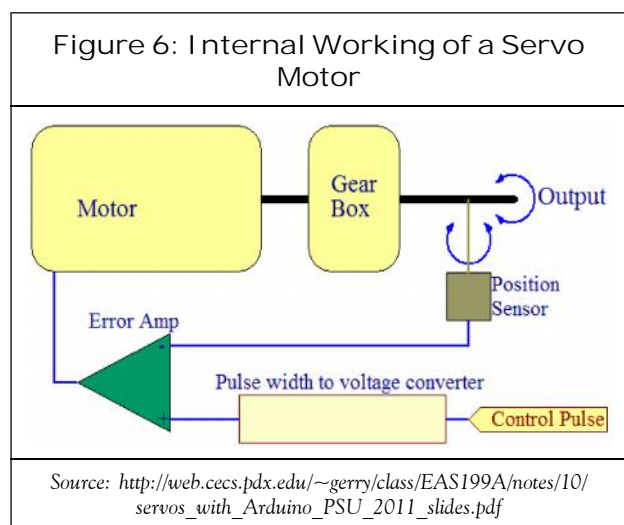 Figure 6: Internal Working of a Servo
Motor
Motor
Gear
Box
Output
Position
Sensor
Error Amp
-
Pulse width to voltage converter
+
Control Pulse
Source: http://web.cecs.pdx.edu/~gerry/class/EAS199A/notes/10/
servos_with_Arduino_PSU_2011_slides.pdf